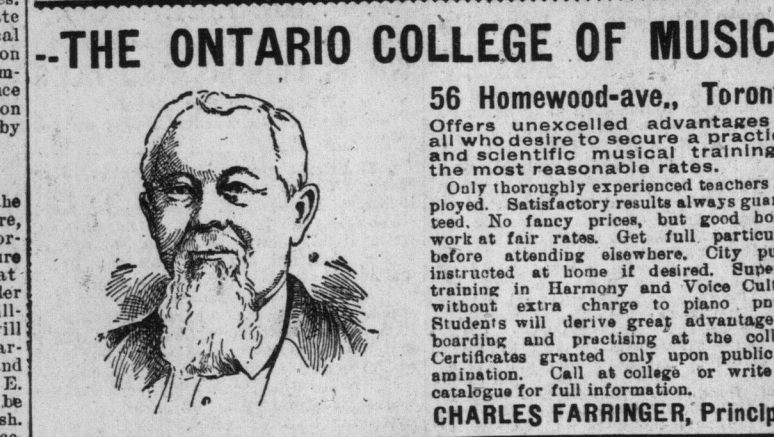 --THE ONTARIO COLLEGE OF MUSIC
56 Homewood-ave., Toron
Offers unexcelled advantages
all who desire to secure a practi
and scientific musical training
the most reasonable rates.
Only thoroughly experienced teachers
ployed. Satisfactory results always guar
teed. No fancy prices, but good ho
work at fair rates. Get full particu
before attending elsewhere. City pu
instructed at home if desired. Supe
training in Harmony and Voice Cult
without extra charge to piano pu
Students will derive great advantage
boarding and practising at the coll
Certificates granted only upon public
amination. Call at college or write
catalogue for full information.
CHARLES FARRINGER, Princip